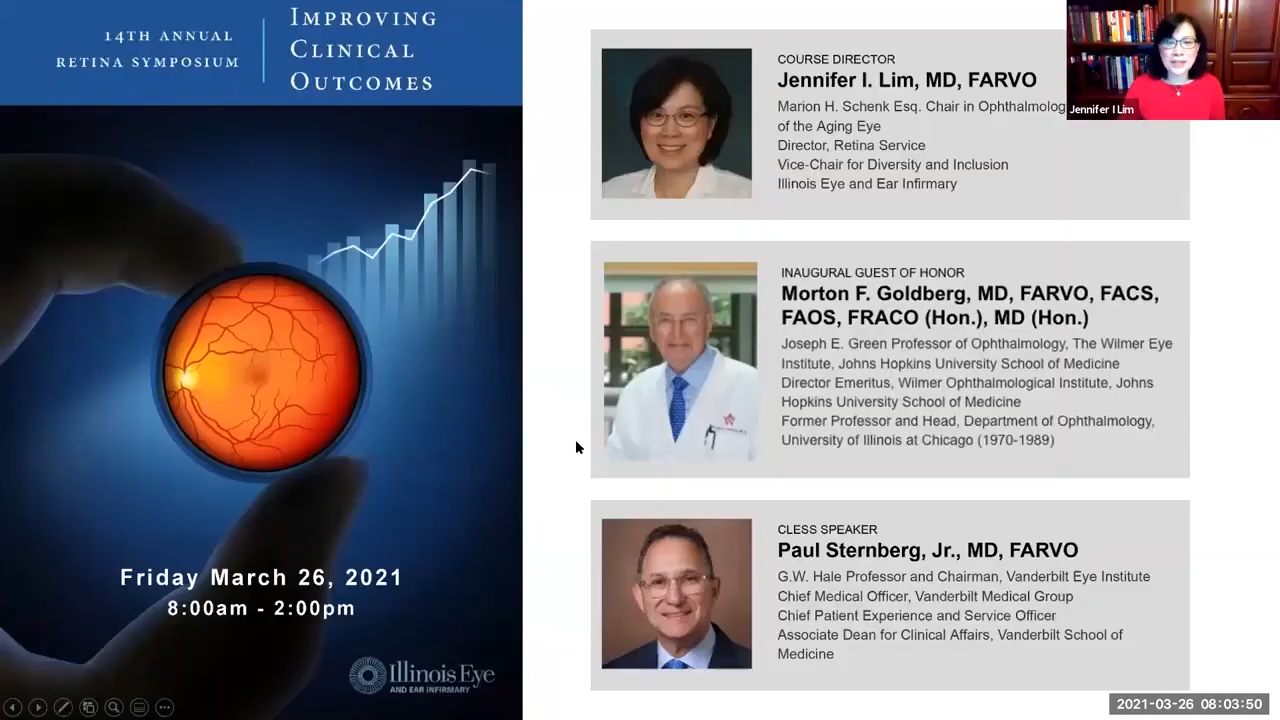 14TH ANNUAL
RETINA SYMPOSIUM
IMPROVING
CLINICAL
OUTCOMES
Friday March 26, 2021
8:00am - 2:00pm
Illinois Eye
AND EAR INFIRMARY
COURSE DIRECTOR
Jennifer I. Lim, MD, FARVO
Marion H. Schenk Esq. Chair in Ophthalmolog
of the Aging Eye
Director, Retina Service
Vice-Chair for Diversity and Inclusion
Illinois Eye and Ear Infirmary
Jennifer I Lim
INAUGURAL GUEST OF HONOR
Morton F. Goldberg, MD, FARVO, FACS,
FAOS, FRACO (Hon.), MD (Hon.)
Joseph E. Green Professor of Ophthalmology, The Wilmer Eye
Institute, Johns Hopkins University School of Medicine
Director Emeritus, Wilmer Ophthalmological Institute, Johns
Hopkins University School of Medicine
Former Professor and Head, Department of Ophthalmology,
University of Illinois at Chicago (1970-1989)
CLESS SPEAKER
Paul Sternberg, Jr., MD, FARVO
G.W. Hale Professor and Chairman, Vanderbilt Eye Institute
Chief Medical Officer, Vanderbilt Medical Group
Chief Patient Experience and Service Officer
Associate Dean for Clinical Affairs, Vanderbilt School of
Medicine
2021-03-26 08:03:50